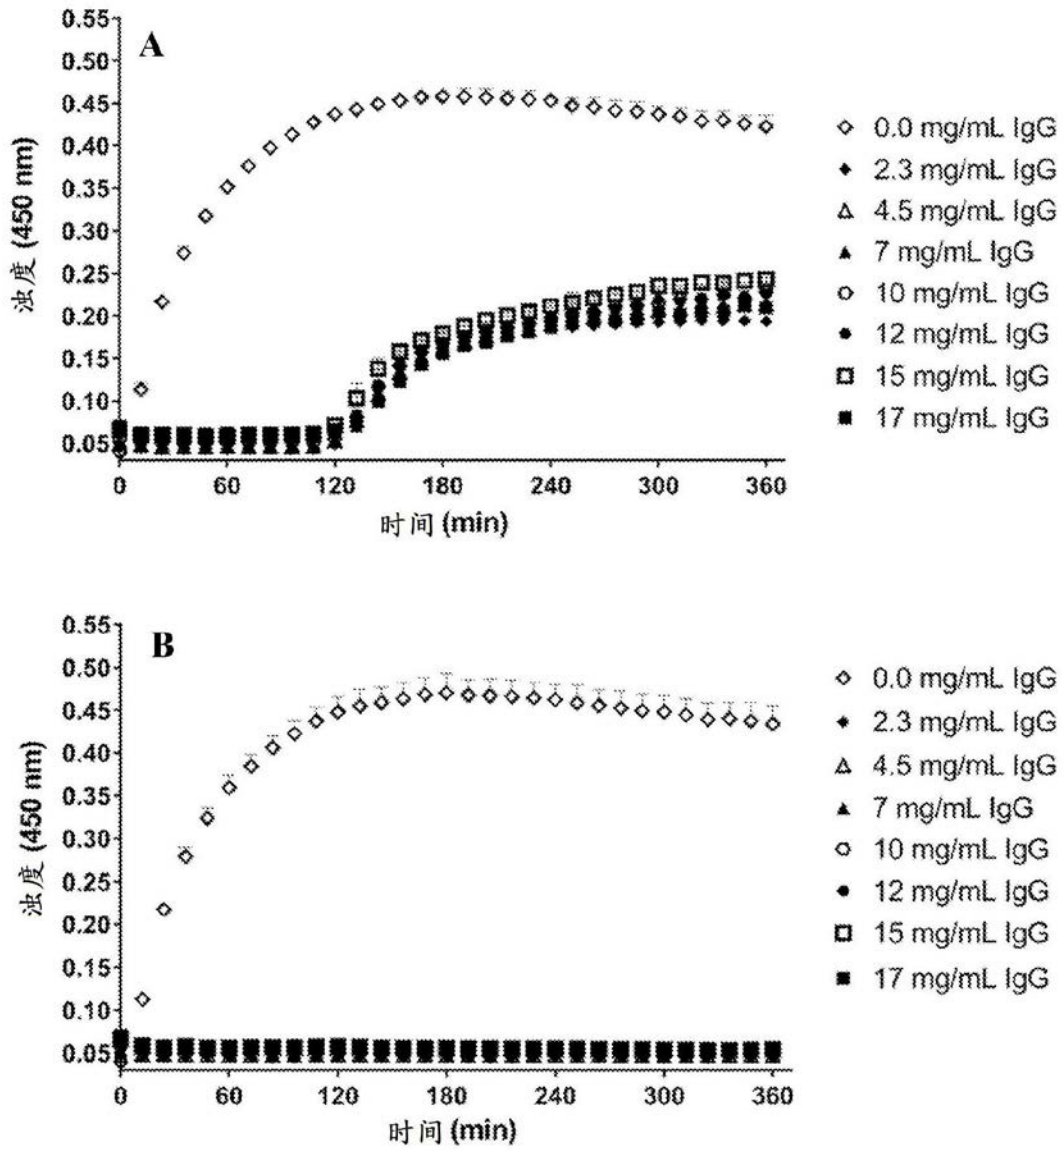 A
0.55
0.50
0.45
0.40
0.35
0.30
0.25
0.20
0.15
0.10
0.05
浊度 (450 nm)
0 60 120 180 240 300 360
时间 (min)
0.0 mg/mL IgG
2.3 mg/mL IgG
4.5 mg/mL IgG
7 mg/mL IgG
10 mg/mL IgG
12 mg/mL IgG
15 mg/mL IgG
17 mg/mL IgG
B
0.55
0.50
0.45
0.40
0.35
0.30
0.25
0.20
0.15
0.10
0.05
浊度 (450 nm)
0 60 120 180 240 300 360
时间 (min)
0.0 mg/mL IgG
2.3 mg/mL IgG
4.5 mg/mL IgG
7 mg/mL IgG
10 mg/mL IgG
12 mg/mL IgG
15 mg/mL IgG
17 mg/mL IgG